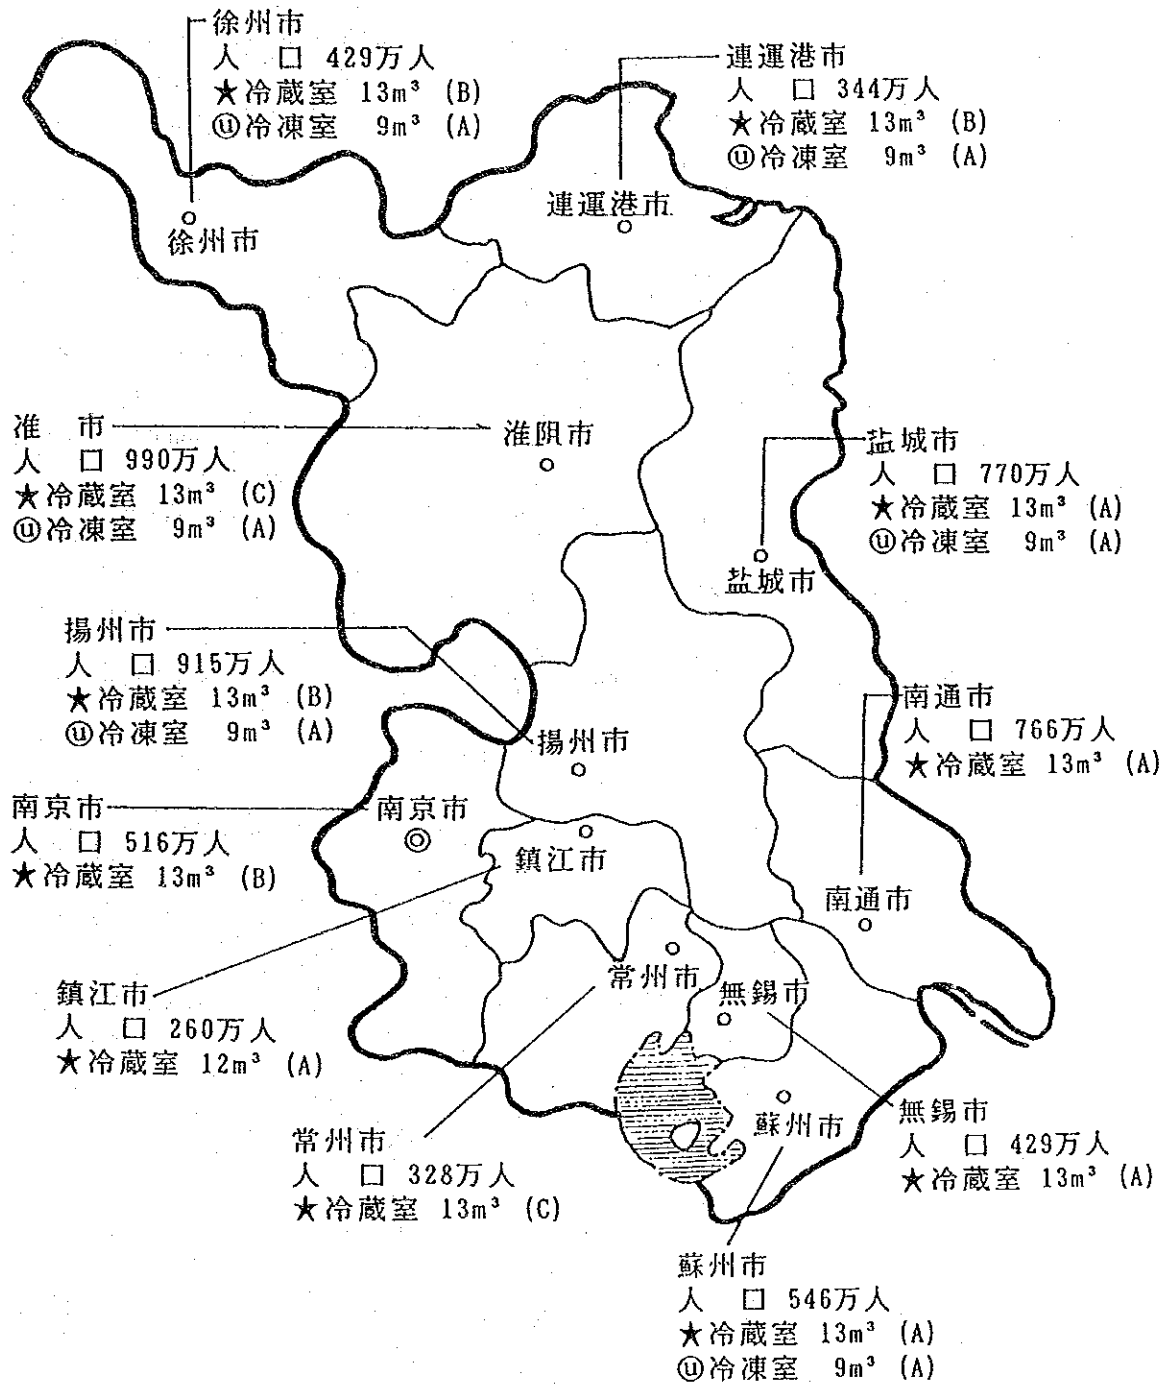 徐州市
人 口 429万人
★冷蔵室 13m³ (B)
ⓤ冷凍室 9m³ (A)
連運港市
人 口 344万人
★冷蔵室 13m³ (B)
ⓤ冷凍室 9m³ (A)
連運港市
徐州市
准 市
人 口 990万人
★冷蔵室 13m³ (C)
ⓤ冷凍室 9m³ (A)
淮阴市
盐城市
人 口 770万人
★冷蔵室 13m³ (A)
ⓤ冷凍室 9m³ (A)
盐城市
揚州市
人 口 915万人
★冷蔵室 13m³ (B)
ⓤ冷凍室 9m³ (A)
揚州市
南通市
人 口 766万人
★冷蔵室 13m³ (A)
南京市
人 口 516万人
★冷蔵室 13m³ (B)
南京市
鎮江市
南通市
常州市
無錫市
鎮江市
人 口 260万人
★冷蔵室 12m³ (A)
蘇州市
無錫市
人 口 429万人
★冷蔵室 13m³ (A)
常州市
人 口 328万人
★冷蔵室 13m³ (C)
蘇州市
人 口 546万人
★冷蔵室 13m³ (A)
ⓤ冷凍室 9m³ (A)